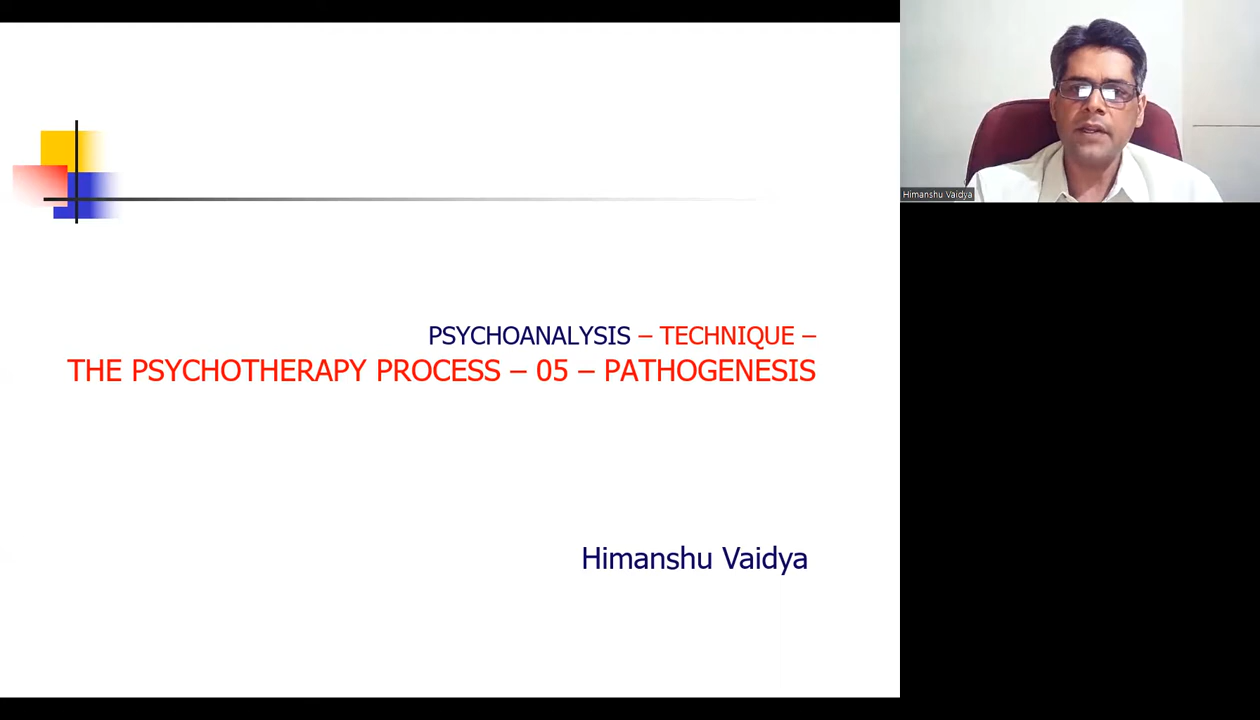 PSYCHOANALYSIS – TECHNIQUE –
THE PSYCHOTHERAPY PROCESS – 05 – PATHOGENESIS
Himanshu Vaidya
Himanshu Vaidya